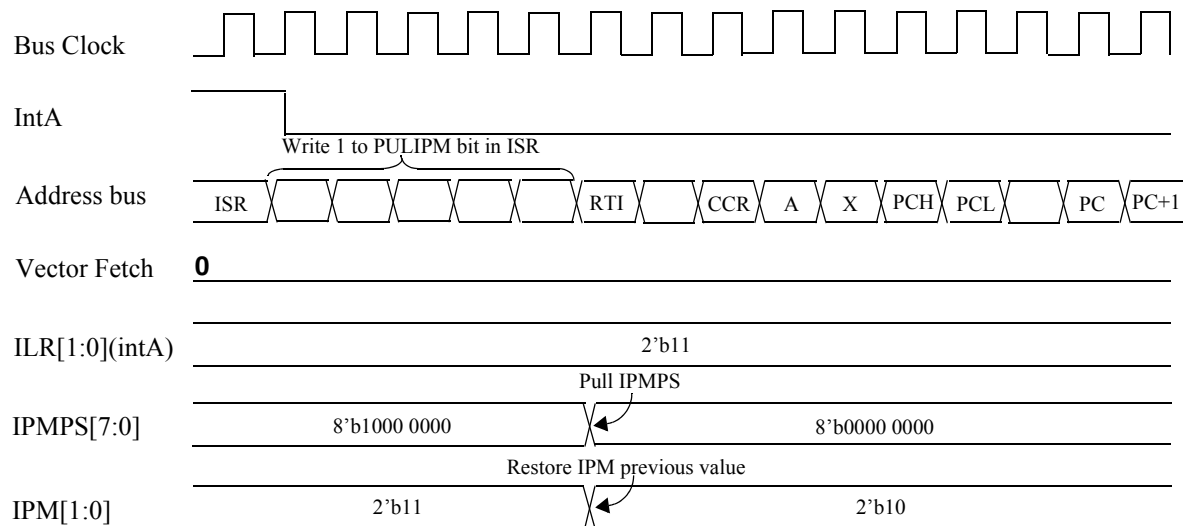 Bus Clock
IntA
Write 1 to PULIPM bit in ISR
Address bus ISR RTI CCR A X PCH PCL PC PC+1
Vector Fetch 0
ILR[1:0](intA) 2’b11
Pull IPMPS
IPMPS[7:0] 8’b1000 0000 8’b0000 0000
Restore IPM previous value
IPM[1:0] 2’b11 2’b10